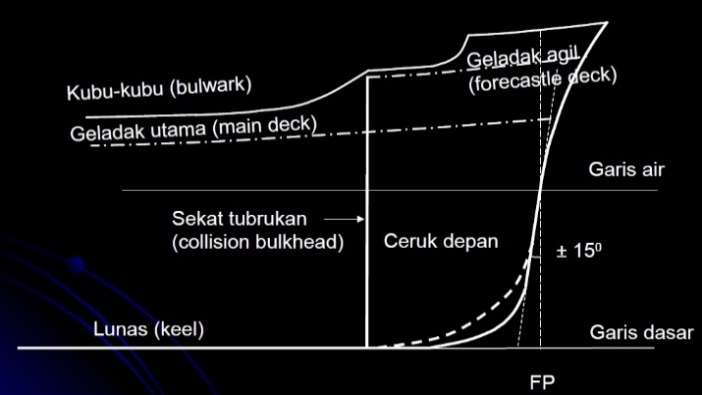 Geladak agil
(forecastle deck)
Kubu-kubu (bulwark)
Geladak utama (main deck)
Garis air
Sekat tubrukan
(collision bulkhead)
Ceruk depan
± 15⁰
Lunas (keel)
Garis dasar
FP